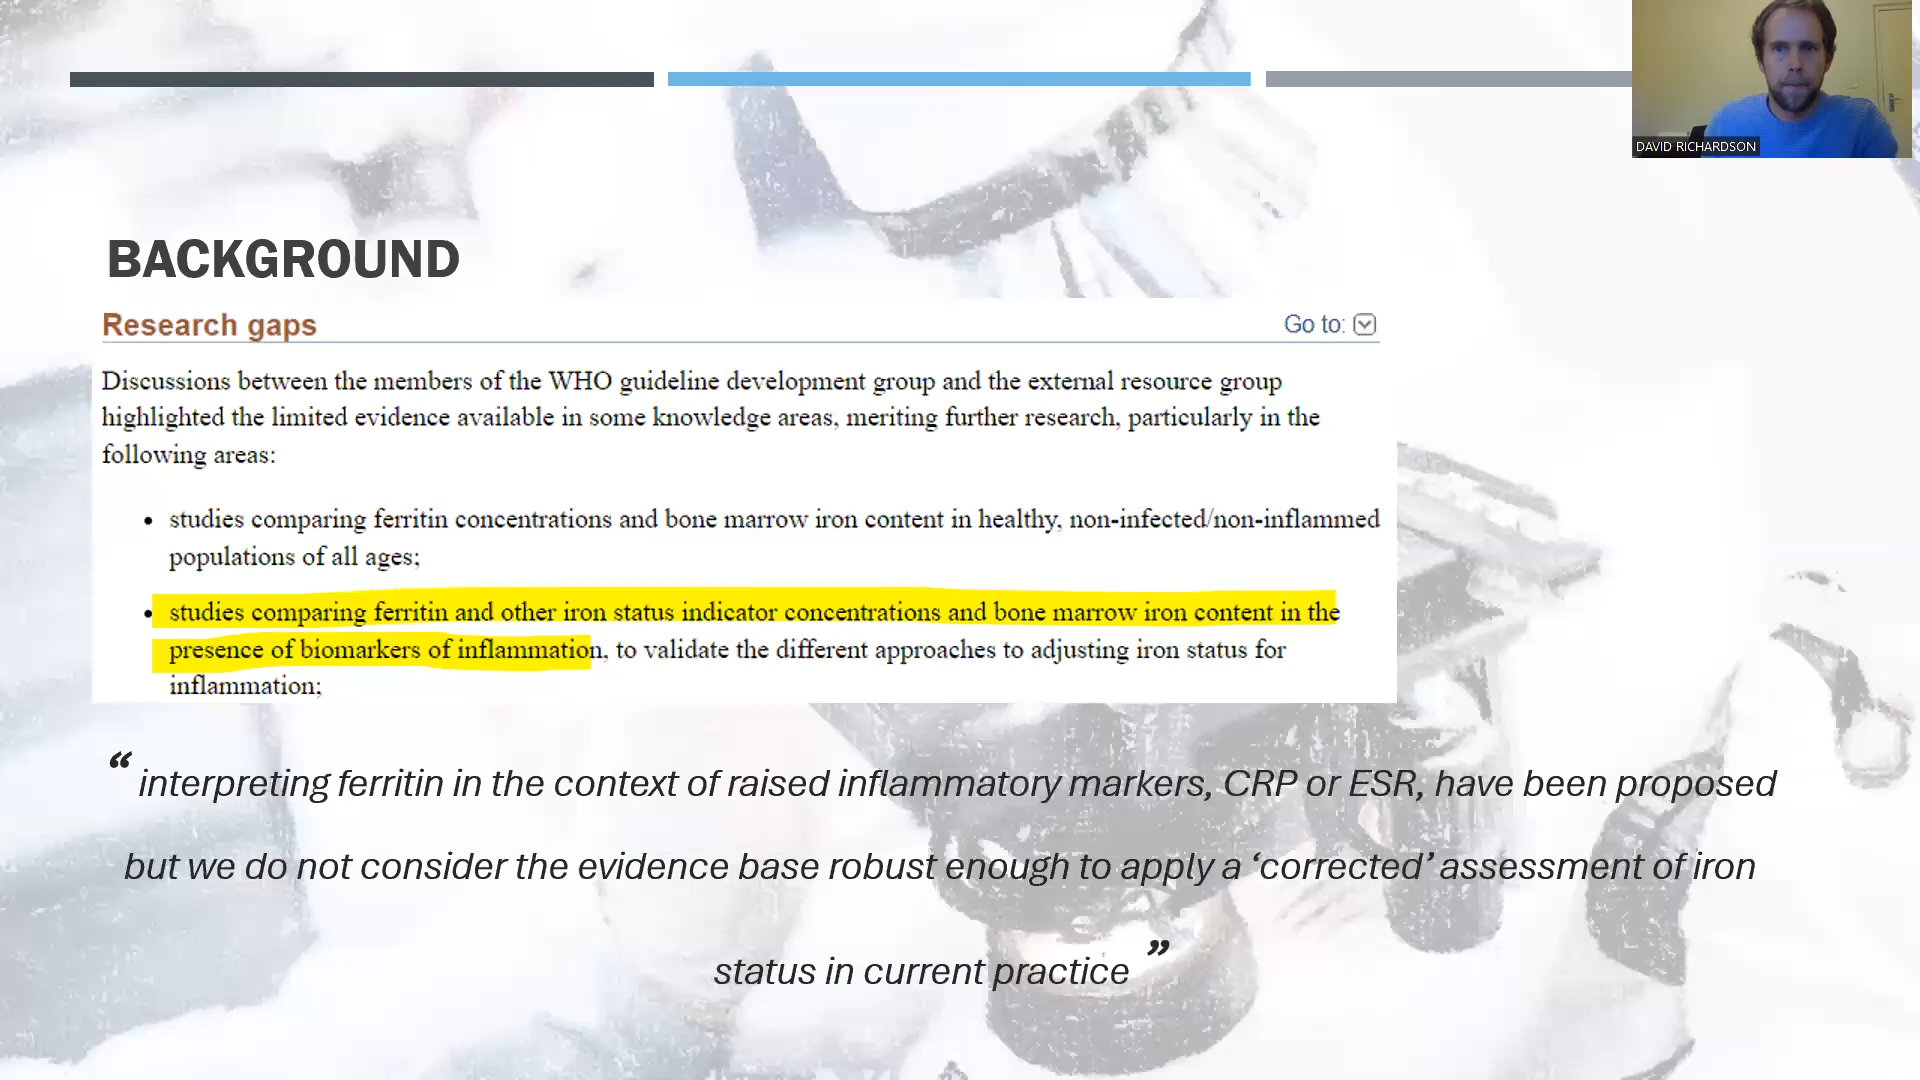 DAVID RICHARDSON
BACKGROUND
Research gaps
Go to:
Discussions between the members of the WHO guideline development group and the external resource group
highlighted the limited evidence available in some knowledge areas, meriting further research, particularly in the
following areas:
• studies comparing ferritin concentrations and bone marrow iron content in healthy, non-infected/non-inflammed
populations of all ages;
• studies comparing ferritin and other iron status indicator concentrations and bone marrow iron content in the
presence of biomarkers of inflammation, to validate the different approaches to adjusting iron status for
inflammation;
“ interpreting ferritin in the context of raised inflammatory markers, CRP or ESR, have been proposed
but we do not consider the evidence base robust enough to apply a ‘corrected’ assessment of iron
status in current practice ”